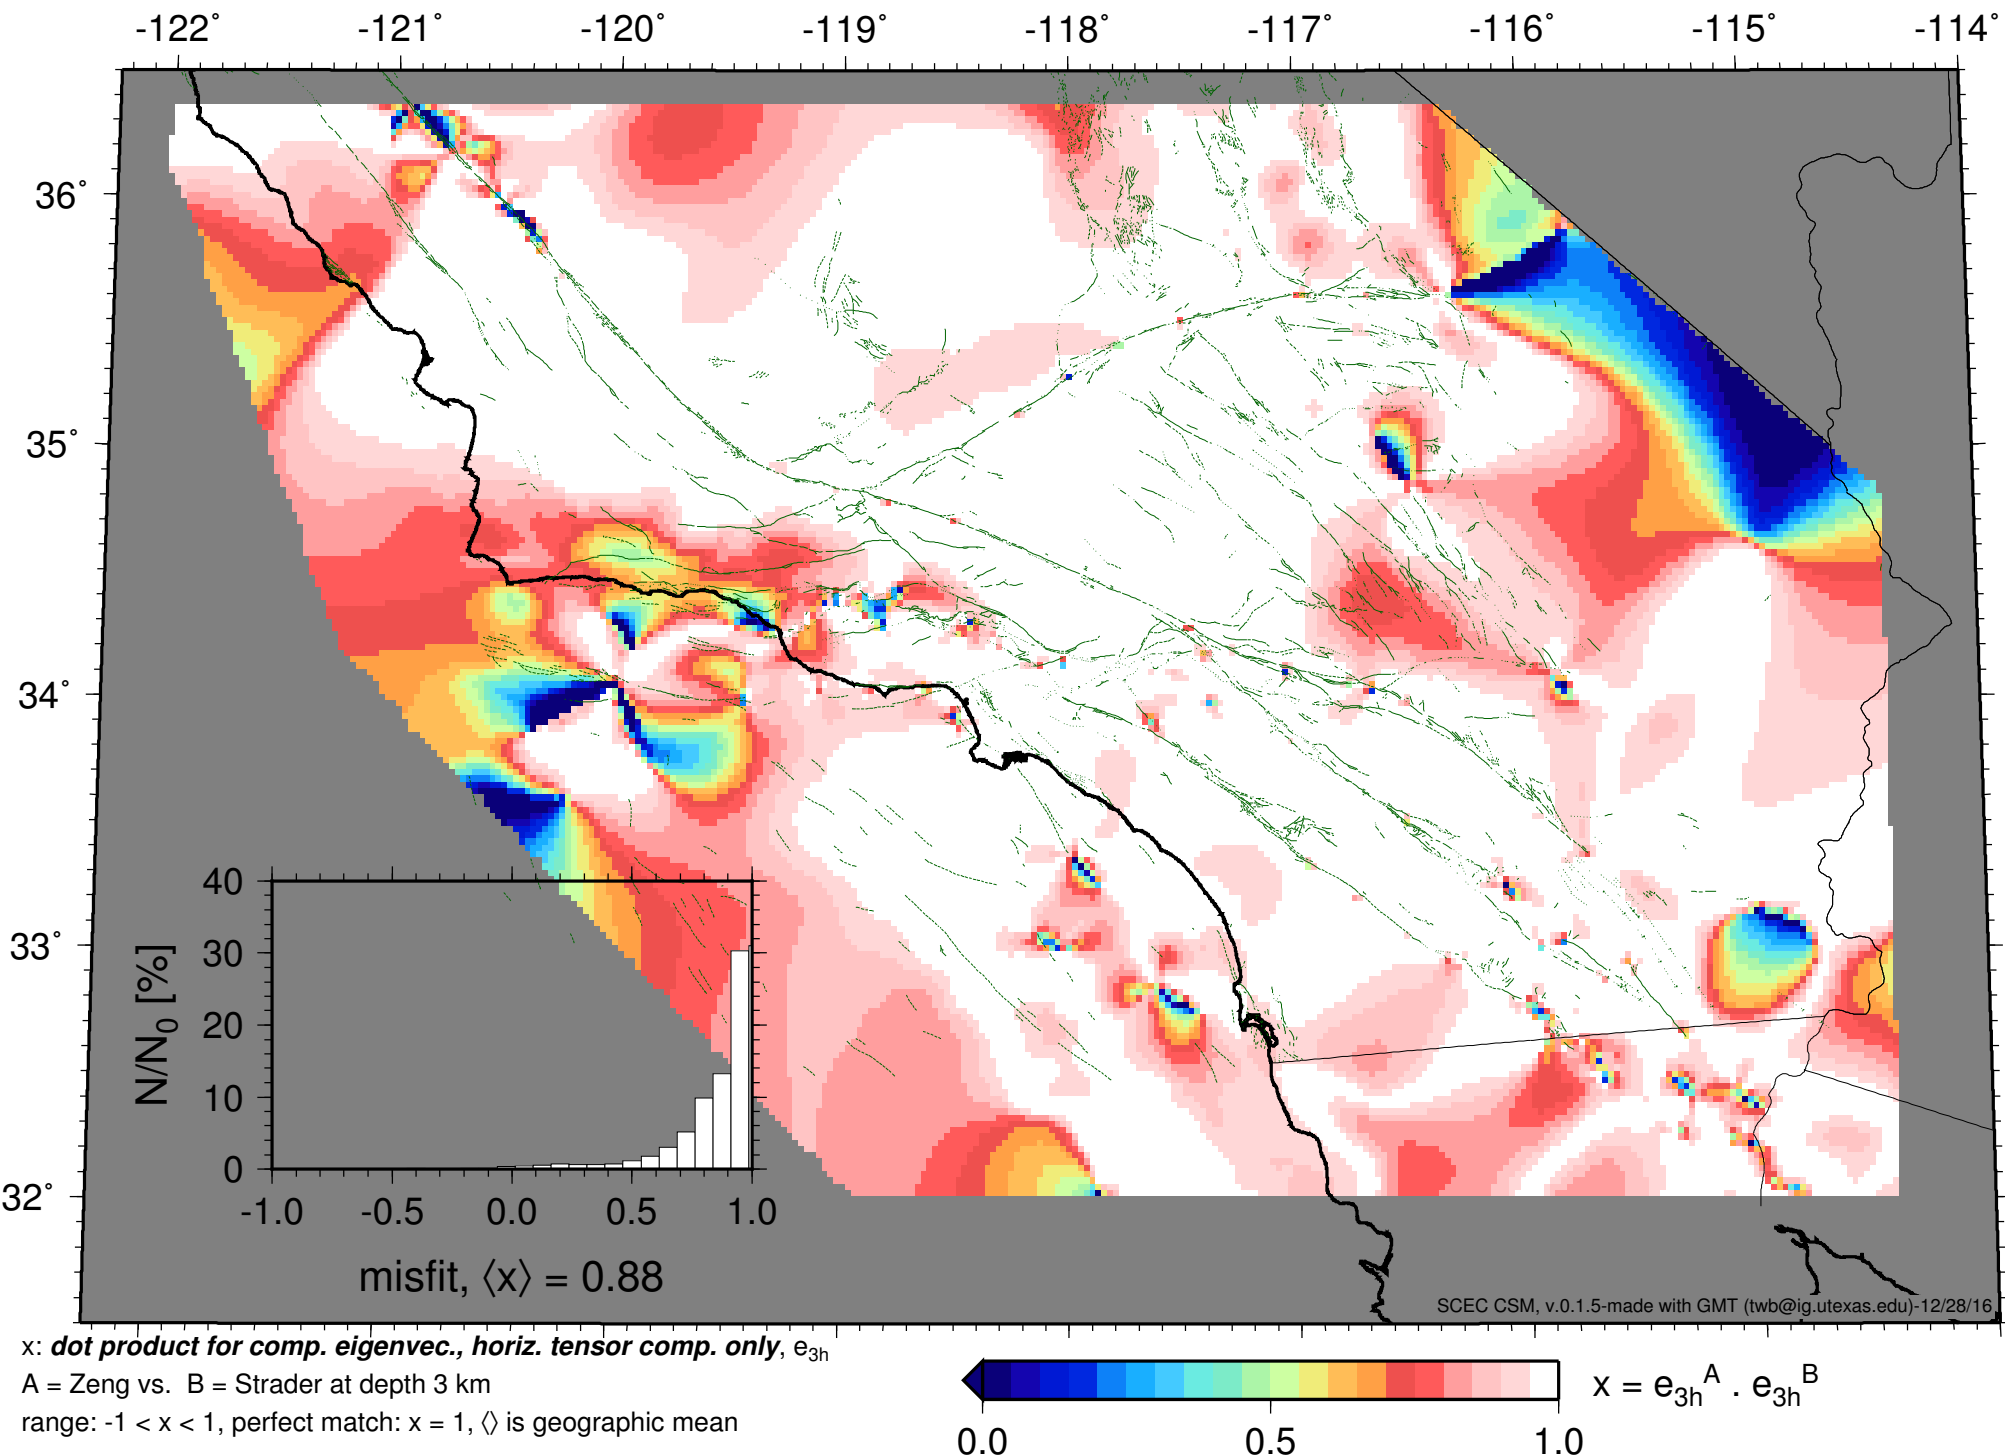 -122° -121° -120° -119° -118° -117° -116° -115° -114°
36°
35°
34°
33°
32°
40
30
20
10
0
N/N0 [%]
-1.0 -0.5 0.0 0.5 1.0
misfit, ⟨x⟩ = 0.88
SCEC CSM, v.0.1.5-made with GMT (twb@ig.utexas.edu)-12/28/16
x: dot product for comp. eigenvec., horiz. tensor comp. only, e3h
A = Zeng vs. B = Strader at depth 3 km
range: -1 < x < 1, perfect match: x = 1, ⟨⟩ is geographic mean
x = e3h^A . e3h^B
0.0 0.5 1.0